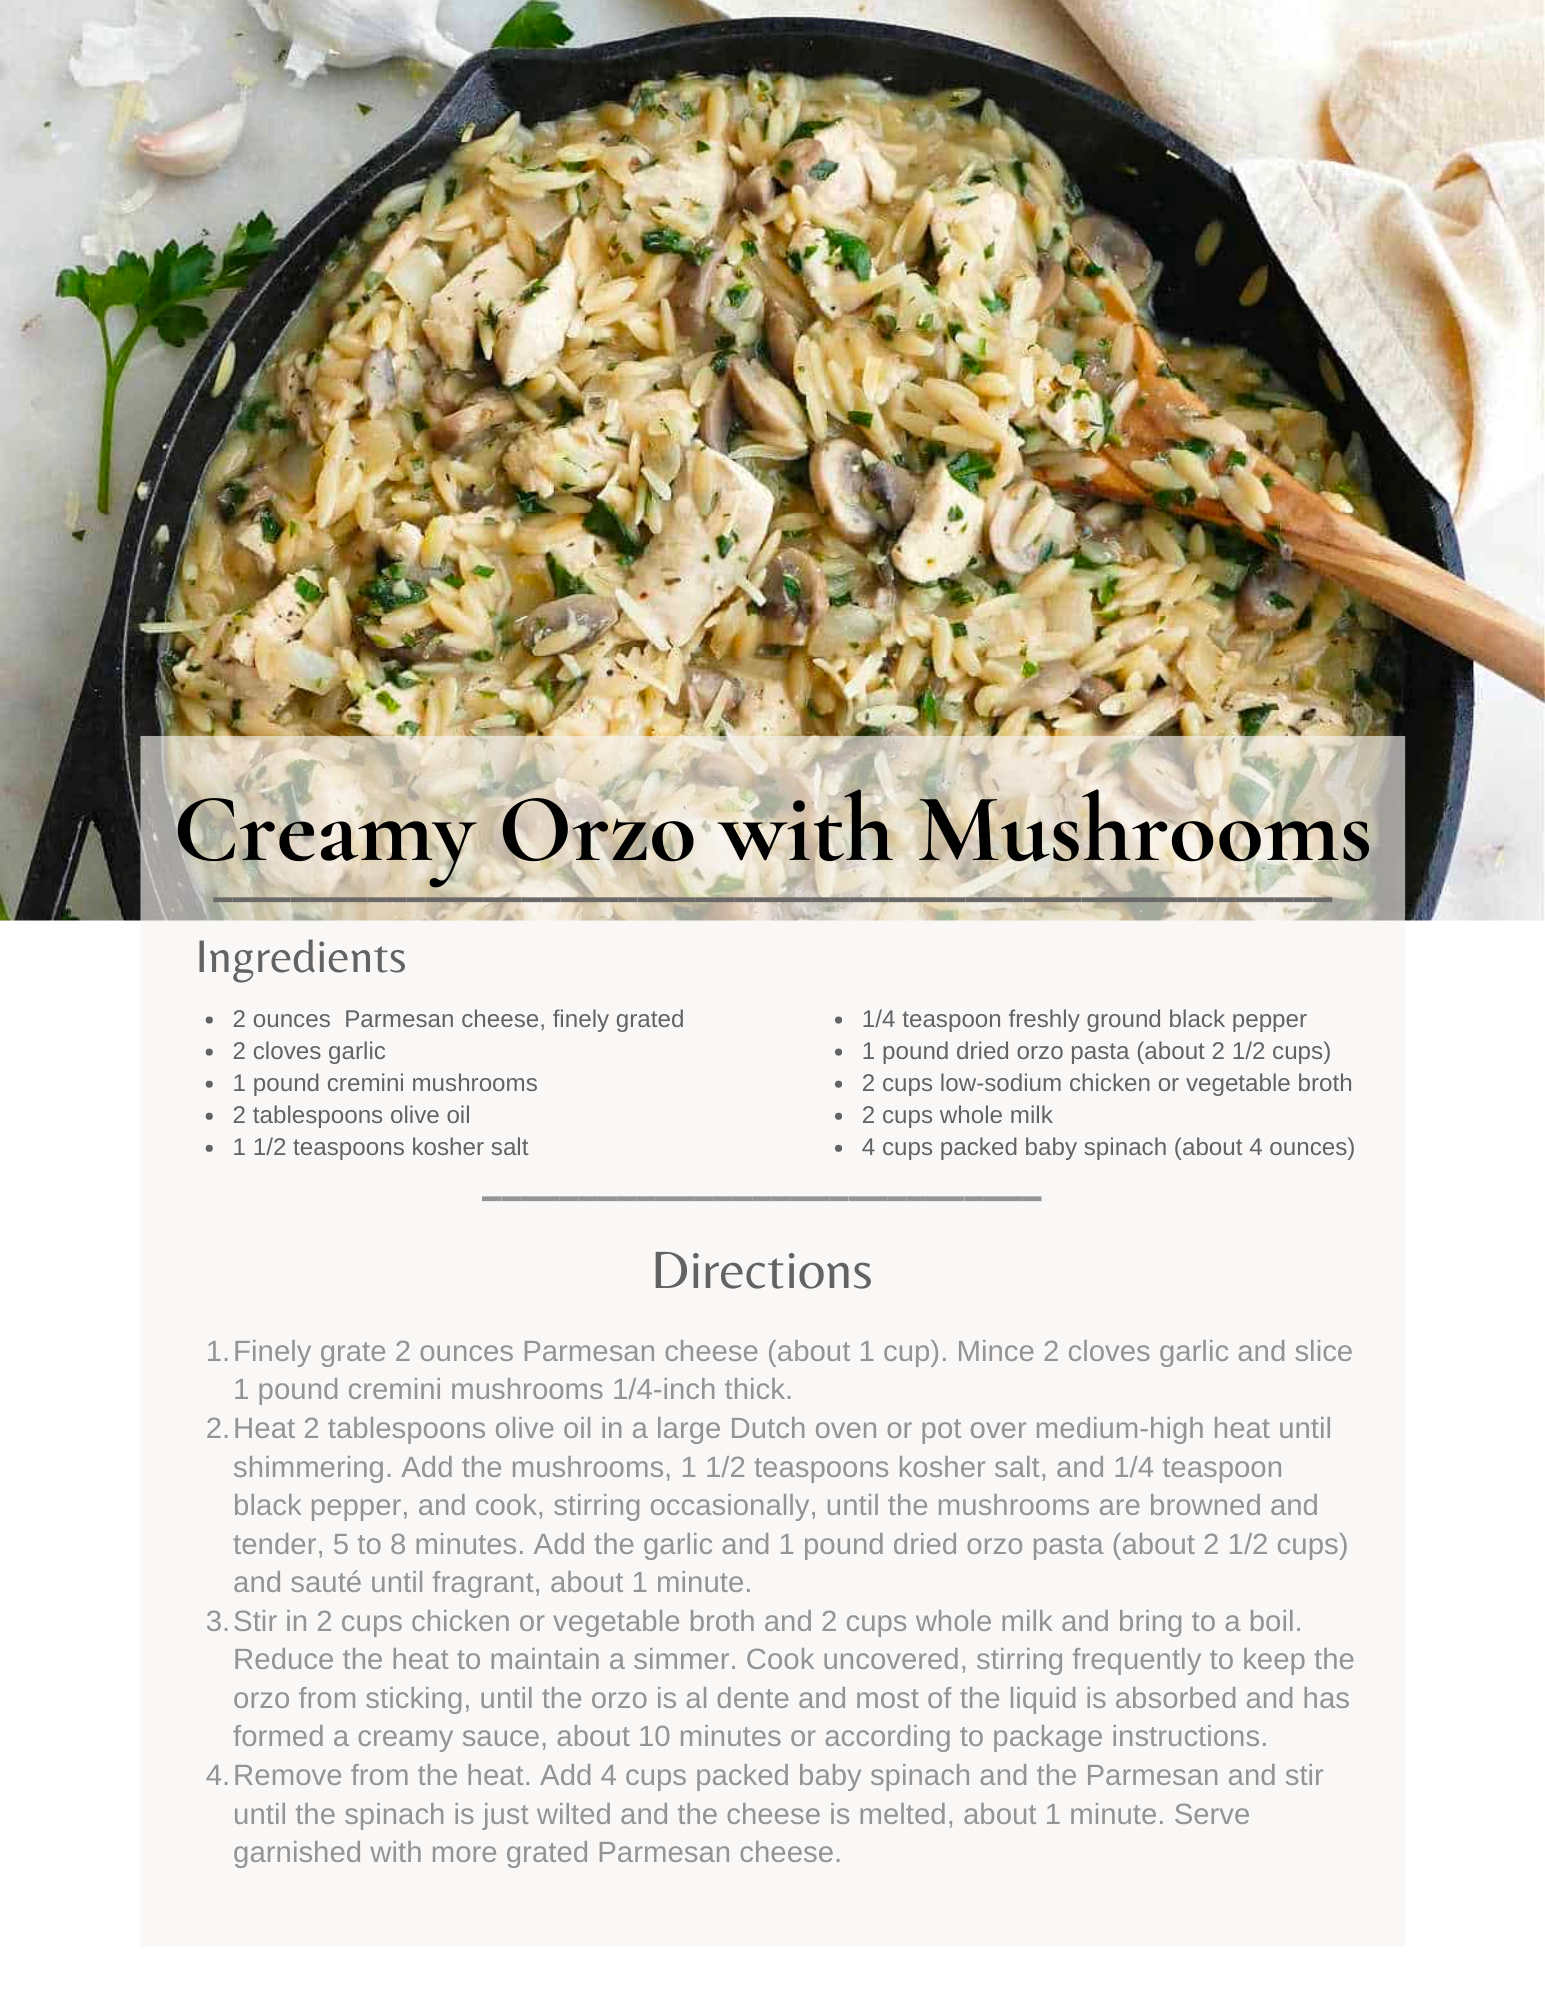 Creamy Orzo with Mushrooms
Ingredients
• 2 ounces  Parmesan cheese, finely grated
• 2 cloves garlic
• 1 pound cremini mushrooms
• 2 tablespoons olive oil
• 1 1/2 teaspoons kosher salt
• 1/4 teaspoon freshly ground black pepper
• 1 pound dried orzo pasta (about 2 1/2 cups)
• 2 cups low-sodium chicken or vegetable broth
• 2 cups whole milk
• 4 cups packed baby spinach (about 4 ounces)
Directions
1. Finely grate 2 ounces Parmesan cheese (about 1 cup). Mince 2 cloves garlic and slice
1 pound cremini mushrooms 1/4-inch thick.
2. Heat 2 tablespoons olive oil in a large Dutch oven or pot over medium-high heat until
shimmering. Add the mushrooms, 1 1/2 teaspoons kosher salt, and 1/4 teaspoon
black pepper, and cook, stirring occasionally, until the mushrooms are browned and
tender, 5 to 8 minutes. Add the garlic and 1 pound dried orzo pasta (about 2 1/2 cups)
and sauté until fragrant, about 1 minute.
3. Stir in 2 cups chicken or vegetable broth and 2 cups whole milk and bring to a boil.
Reduce the heat to maintain a simmer. Cook uncovered, stirring frequently to keep the
orzo from sticking, until the orzo is al dente and most of the liquid is absorbed and has
formed a creamy sauce, about 10 minutes or according to package instructions.
4. Remove from the heat. Add 4 cups packed baby spinach and the Parmesan and stir
until the spinach is just wilted and the cheese is melted, about 1 minute. Serve
garnished with more grated Parmesan cheese.